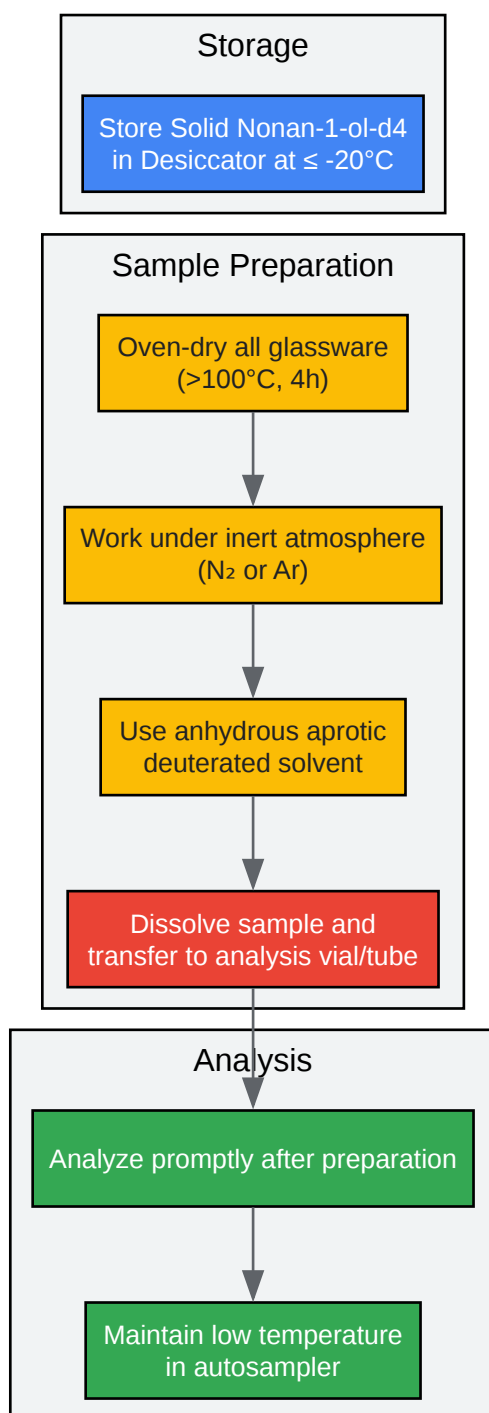 Storage
Store Solid Nonan-1-ol-d4
in Desiccator at ≤ -20°C
Sample Preparation
Oven-dry all glassware
(>100°C, 4h)
Work under inert atmosphere
(N₂ or Ar)
Use anhydrous aprotic
deuterated solvent
Dissolve sample and
transfer to analysis vial/tube
Analysis
Analyze promptly after preparation
Maintain low temperature
in autosampler